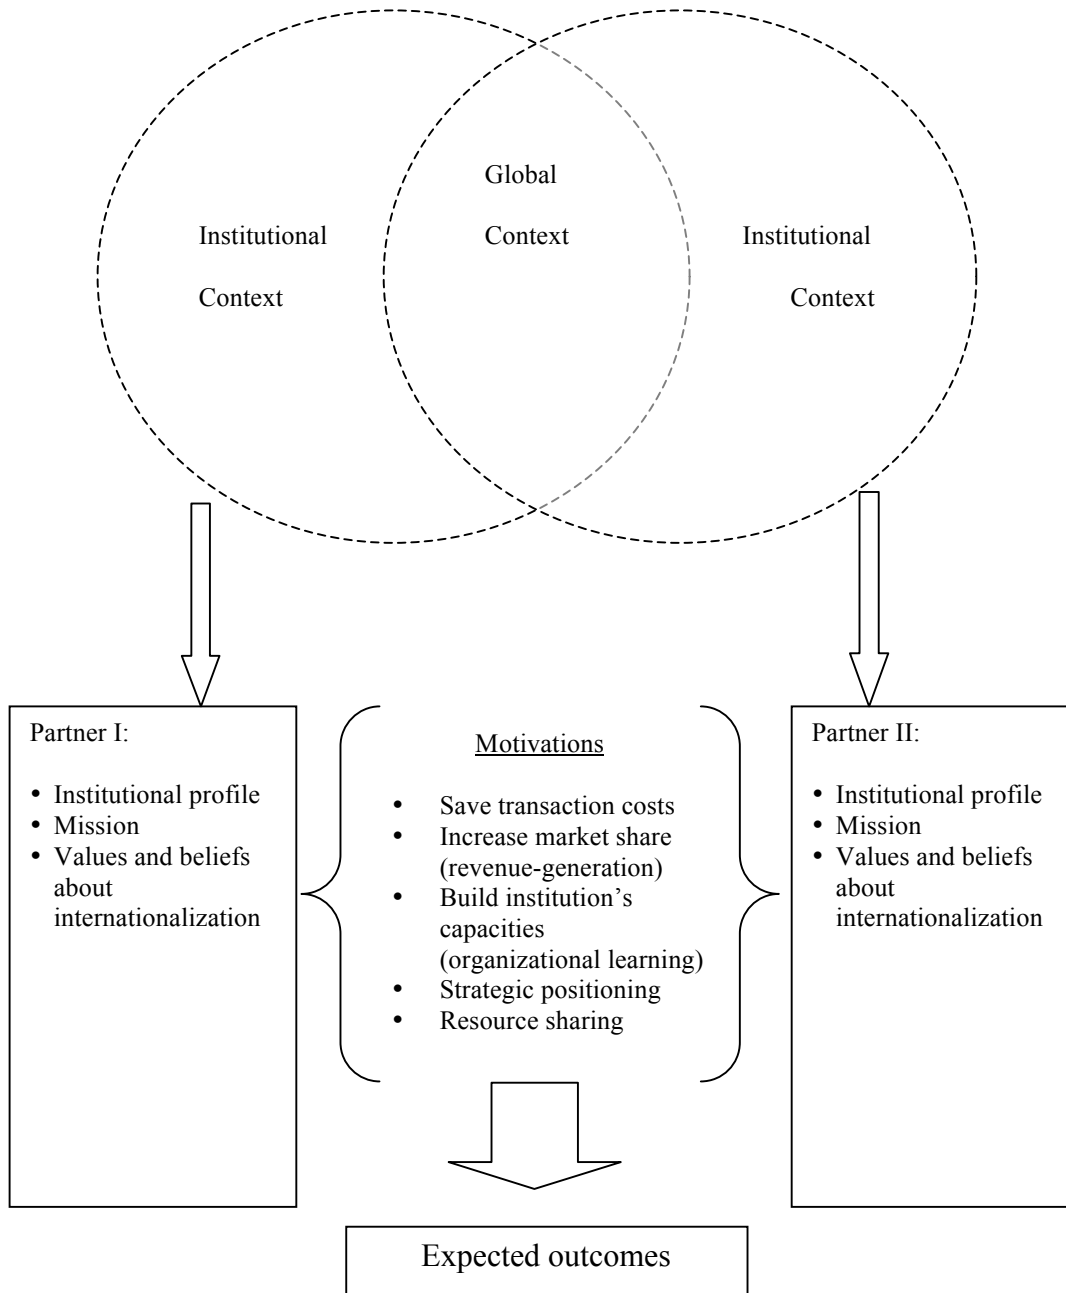 Global
Context
Institutional
Context
Institutional
Context
Partner I:
• Institutional profile
• Mission
• Values and beliefs
about
internationalization
Motivations
• Save transaction costs
• Increase market share
(revenue-generation)
• Build institution’s
capacities
(organizational learning)
• Strategic positioning
• Resource sharing
Partner II:
• Institutional profile
• Mission
• Values and beliefs
about
internationalization
Expected outcomes